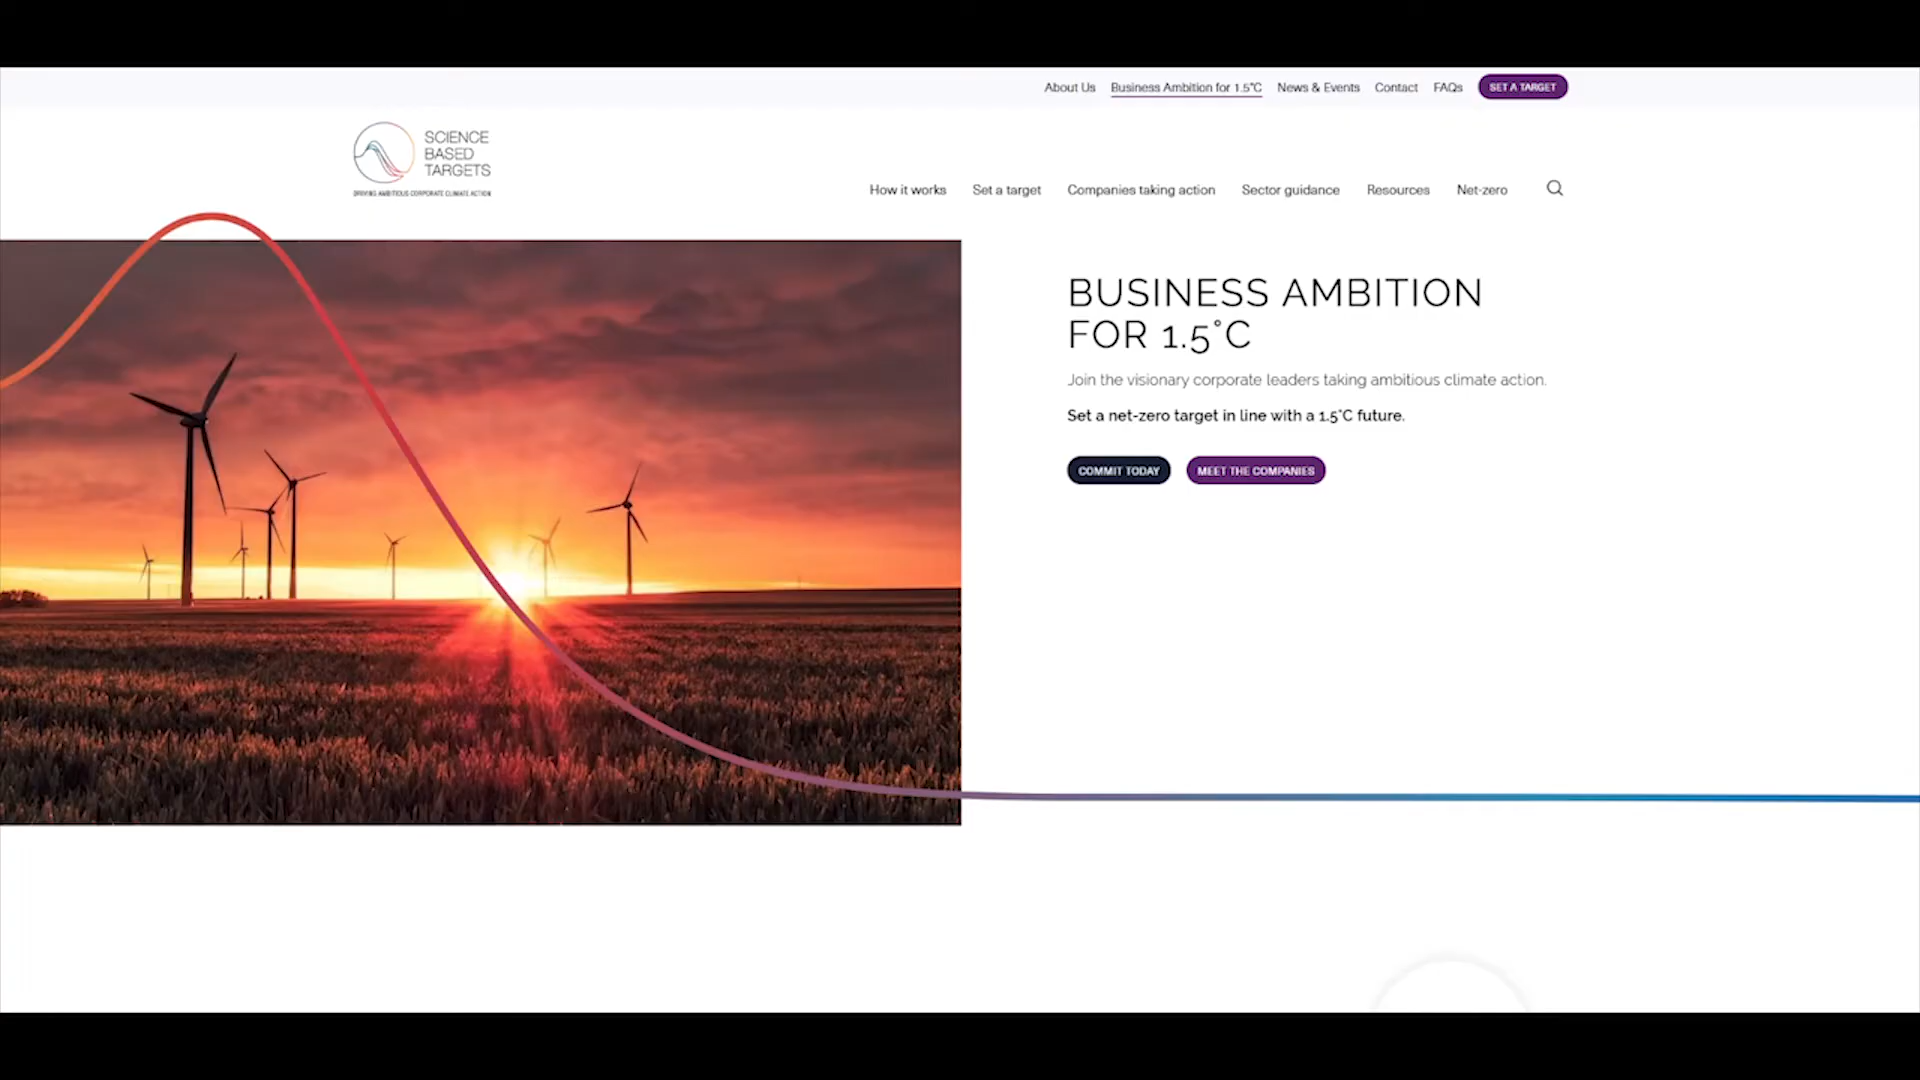 About Us Business Ambition for 1.5°C News & Events Contact FAQs SET A TARGET
SCIENCE
BASED
TARGETS
DRIVING AMBITIOUS CORPORATE CLIMATE ACTION
How it works Set a target Companies taking action Sector guidance Resources Net-zero
BUSINESS AMBITION
FOR 1.5°C
Join the visionary corporate leaders taking ambitious climate action.
Set a net-zero target in line with a 1.5°C future.
COMMIT TODAY MEET THE COMPANIES